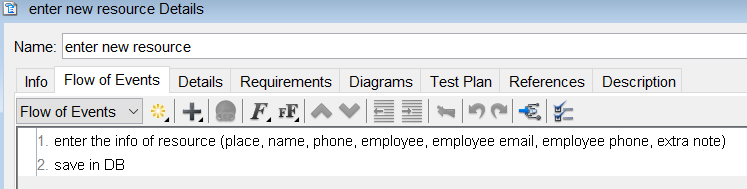 enter new resource Details
Name: enter new resource
Info Flow of Events Details Requirements Diagrams Test Plan References Description
Flow of Events F FF
1. enter the info of resource (place, name, phone, employee, employee email, employee phone, extra note)
2. save in DB